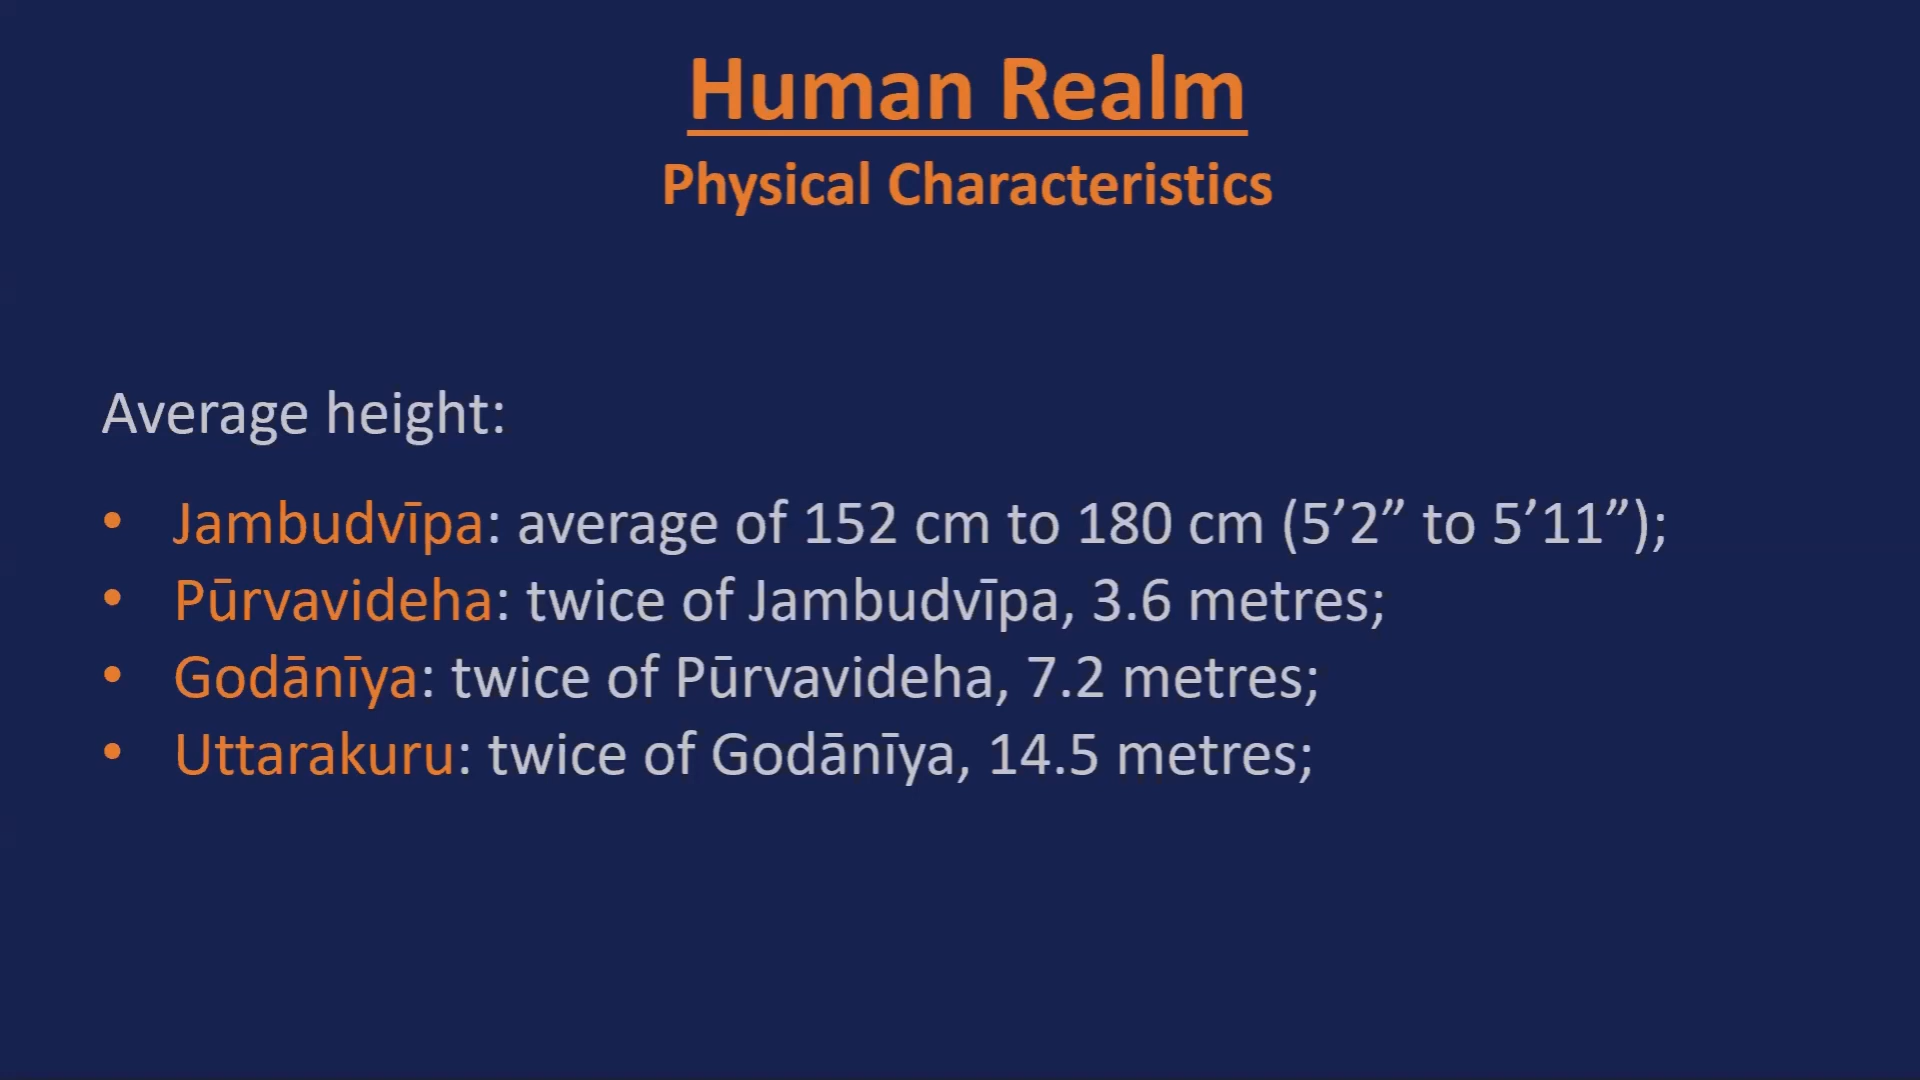 Human Realm
Physical Characteristics
Average height:
• Jambudvīpa: average of 152 cm to 180 cm (5’2” to 5’11”);
• Pūrvavideha: twice of Jambudvīpa, 3.6 metres;
• Godānīya: twice of Pūrvavideha, 7.2 metres;
• Uttarakuru: twice of Godānīya, 14.5 metres;